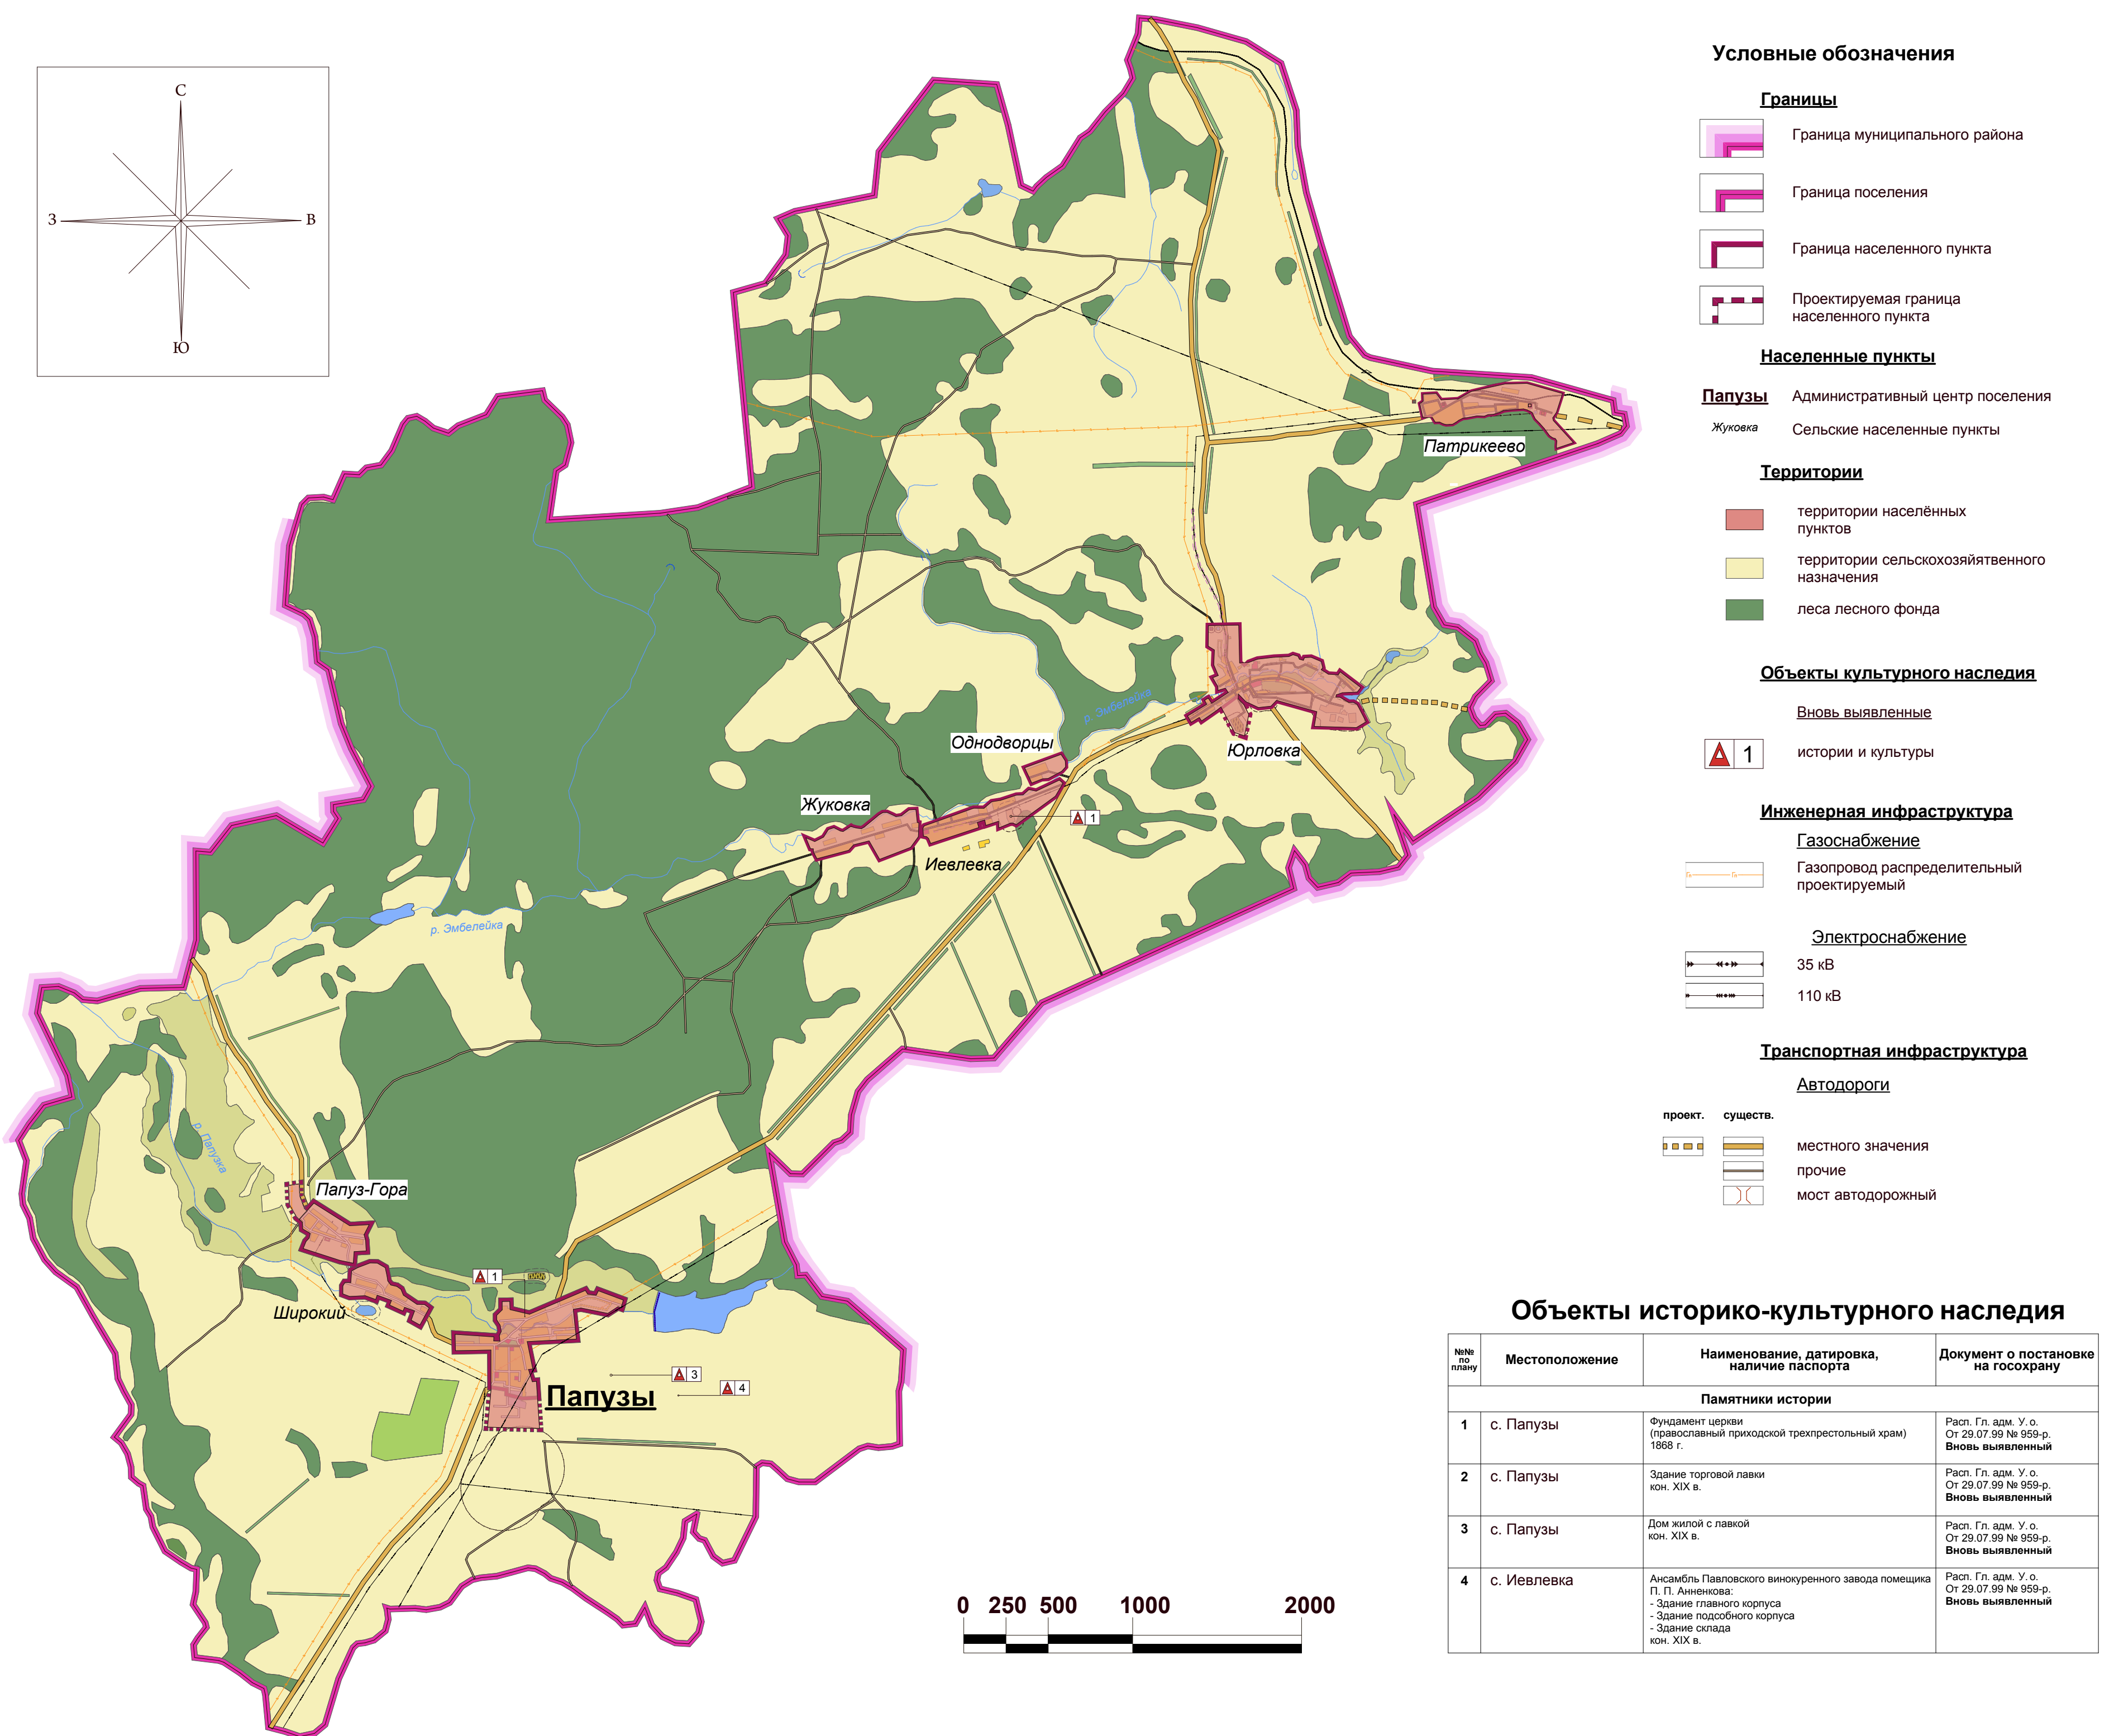 С
З
В
Ю
Условные обозначения
Границы
Граница муниципального района
Граница поселения
Граница населенного пункта
Проектируемая граница
населенного пункта
Населенные пункты
Папузы Административный центр поселения
Жуковка Сельские населенные пункты
Территории
территории населённых
пунктов
территории сельскохозяйятвенного
назначения
леса лесного фонда
Объекты культурного наследия
Вновь выявленные
1 истории и культуры
Инженерная инфраструктура
Газоснабжение
Газопровод распределительный
проектируемый
Электроснабжение
35 кВ
110 кВ
Транспортная инфраструктура
Автодороги
проект. существ.
местного значения
прочие
мост автодорожный
Патрикеево
р. Эмбелейка
Юрловка
Однодворцы
Жуковка
1
Иевлевка
р. Эмбелейка
р. Папузка
Папуз-Гора
1
Широкий
3
4
Папузы
0 250 500 1000 2000
Объекты историко-культурного наследия
№№
по
плану
Местоположение
Наименование, датировка,
наличие паспорта
Документ о постановке
на госохрану
Памятники истории
1
с. Папузы
Фундамент церкви
(православный приходской трехпрестольный храм)
1868 г.
Расп. Гл. адм. У. о.
От 29.07.99 № 959-р.
Вновь выявленный
2
с. Папузы
Здание торговой лавки
кон. XIX в.
Расп. Гл. адм. У. о.
От 29.07.99 № 959-р.
Вновь выявленный
3
с. Папузы
Дом жилой с лавкой
кон. XIX в.
Расп. Гл. адм. У. о.
От 29.07.99 № 959-р.
Вновь выявленный
4
с. Иевлевка
Ансамбль Павловского винокуренного завода помещика
П. П. Анненкова:
- Здание главного корпуса
- Здание подсобного корпуса
- Здание склада
кон. XIX в.
Расп. Гл. адм. У. о.
От 29.07.99 № 959-р.
Вновь выявленный